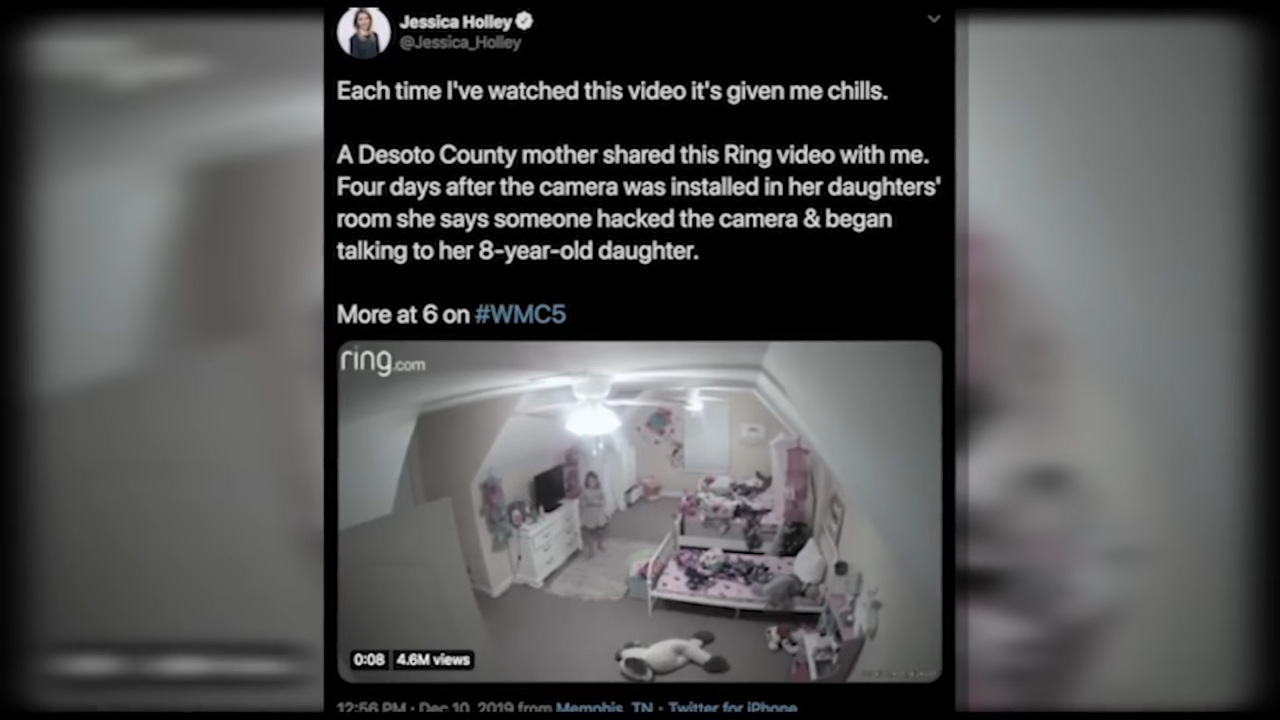 Jessica Holley
@Jessica_Holley
Each time I've watched this video it's given me chills.
A Desoto County mother shared this Ring video with me.
Four days after the camera was installed in her daughters'
room she says someone hacked the camera & began
talking to her 8-year-old daughter.
More at 6 on #WMC5
ring.com
0:08 4.6M views
12:56 PM · Dec 10, 2019 from Memphis, TN · Twitter for iPhone